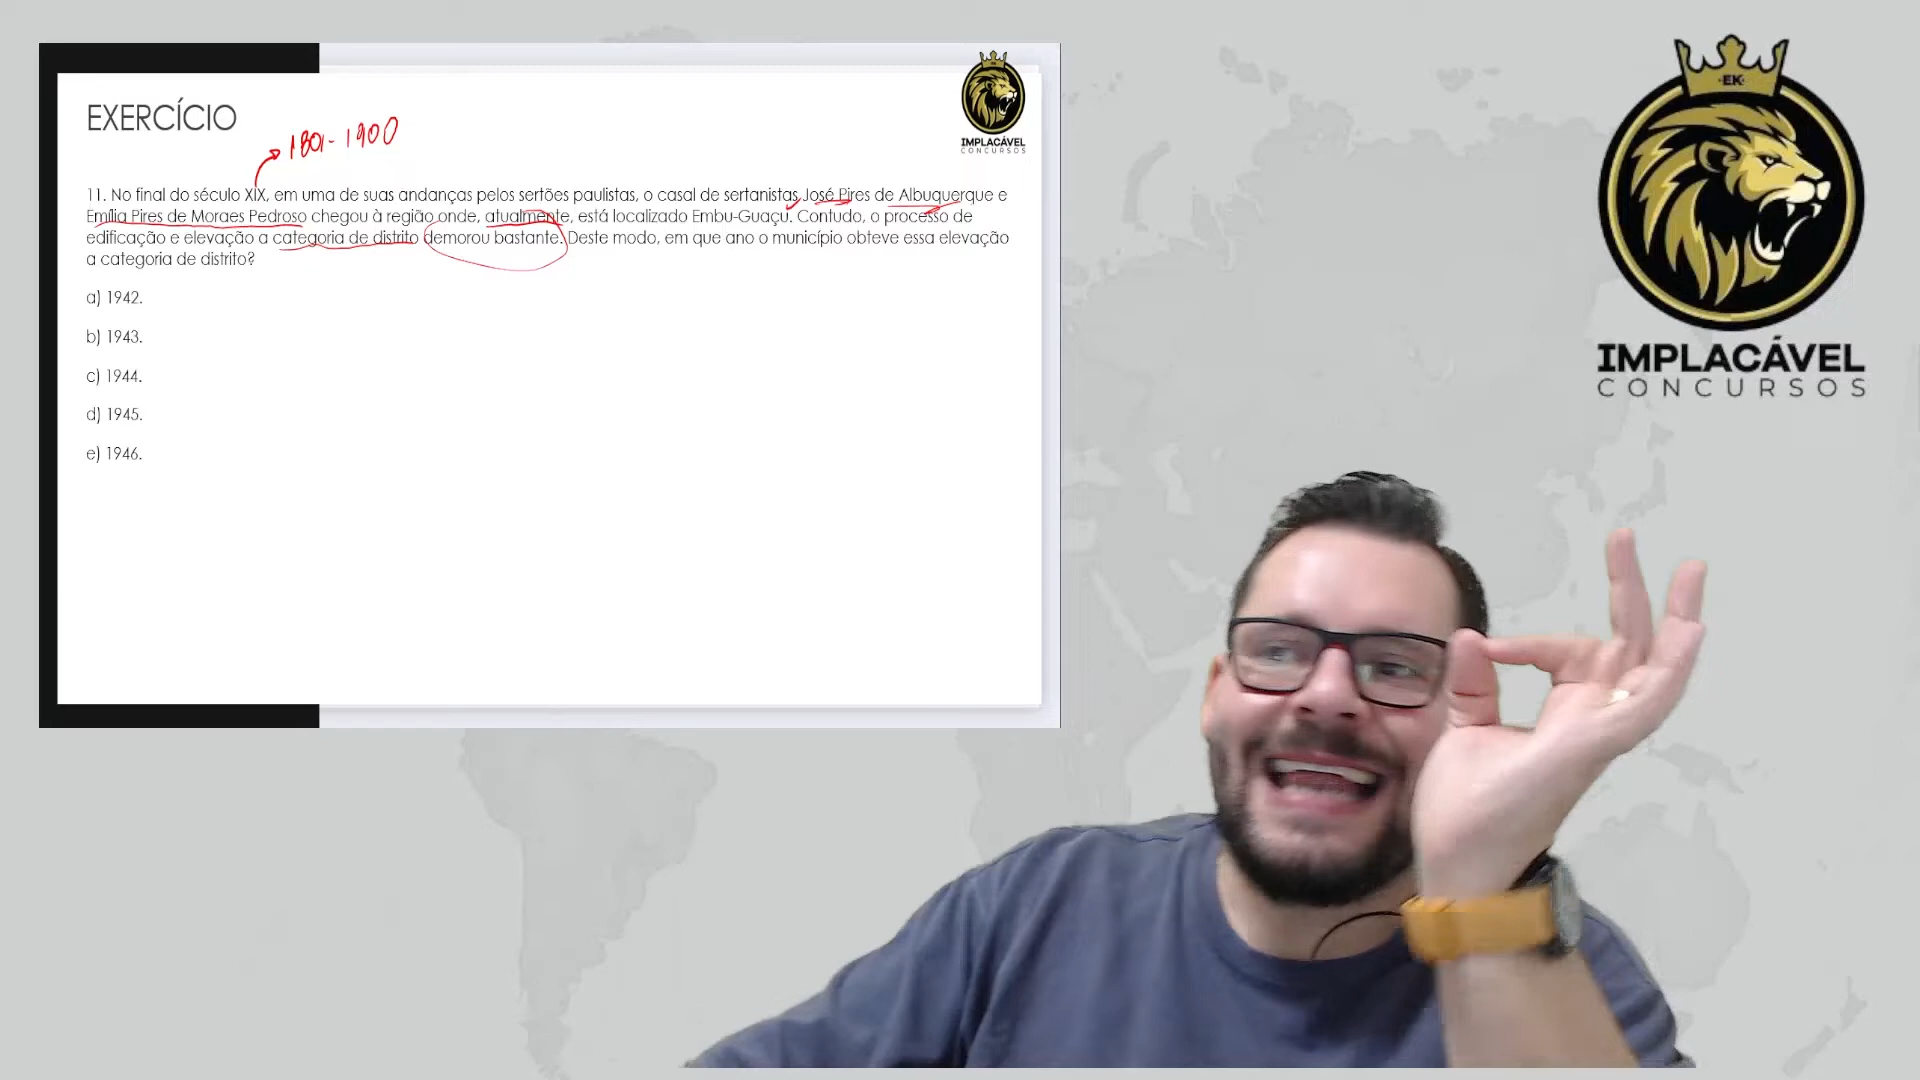 EXERCÍCIO
1801-1900
11. No final do século XIX, em uma de suas andanças pelos sertões paulistas, o casal de sertanistas José Pires de Albuquerque e
Emília Pires de Moraes Pedroso chegou à região onde, atualmente, está localizado Embu-Guaçu. Contudo, o processo de
edificação e elevação a categoria de distrito demorou bastante. Deste modo, em que ano o município obteve essa elevação
a categoria de distrito?
a) 1942.
b) 1943.
c) 1944.
d) 1945.
e) 1946.
IMPLACÁVEL
CONCURSOS
EK
IMPLACÁVEL
CONCURSOS